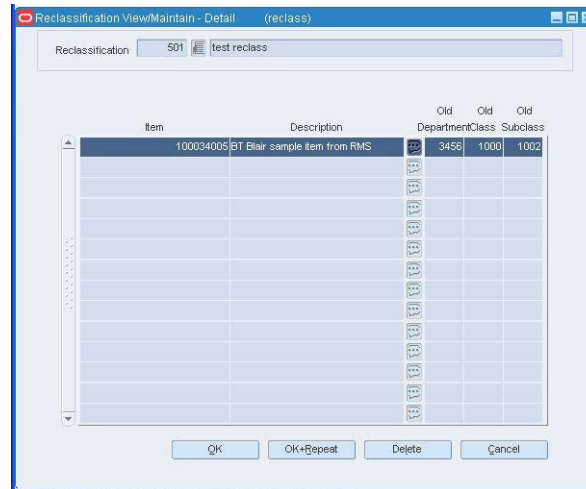 Reclassification View/Maintain - Detail (reclass)
Reclassification 501 test reclass
Old Old Old
Item Description Department Class Subclass
100034005 BT Blair sample item from RMS 3456 1000 1002
OK OK+Repeat Delete Cancel